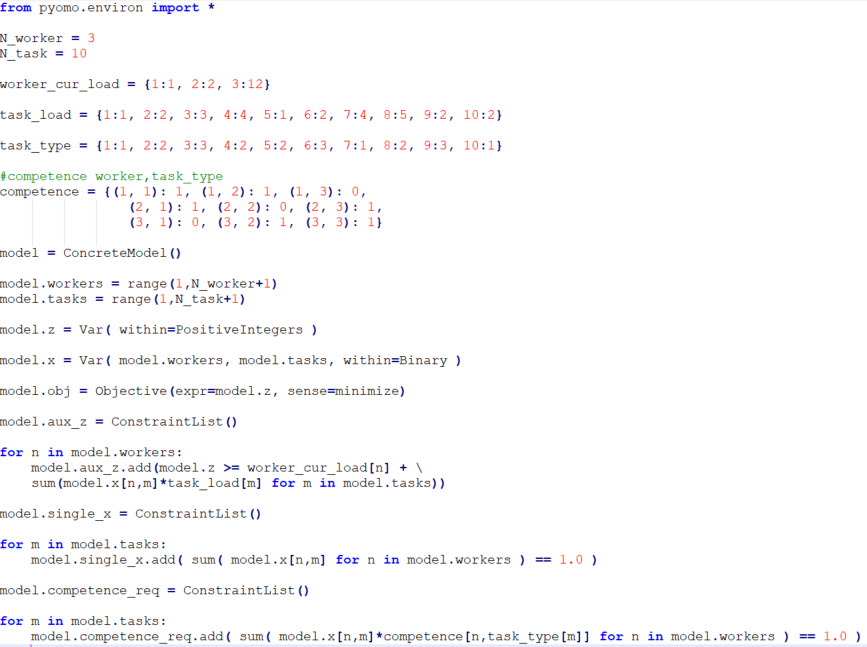 from pyomo.environ import *
N_worker = 3
N_task = 10
worker_cur_load = {1:1, 2:2, 3:12}
task_load = {1:1, 2:2, 3:3, 4:4, 5:1, 6:2, 7:4, 8:5, 9:2, 10:2}
task_type = {1:1, 2:2, 3:3, 4:2, 5:2, 6:3, 7:1, 8:2, 9:3, 10:1}
#competence worker,task_type
competence = {(1, 1): 1, (1, 2): 1, (1, 3): 0,
(2, 1): 1, (2, 2): 0, (2, 3): 1,
(3, 1): 0, (3, 2): 1, (3, 3): 1}
model = ConcreteModel()
model.workers = range(1,N_worker+1)
model.tasks = range(1,N_task+1)
model.z = Var( within=PositiveIntegers )
model.x = Var( model.workers, model.tasks, within=Binary )
model.obj = Objective(expr=model.z, sense=minimize)
model.aux_z = ConstraintList()
for n in model.workers:
model.aux_z.add(model.z >= worker_cur_load[n] + \
sum(model.x[n,m]*task_load[m] for m in model.tasks))
model.single_x = ConstraintList()
for m in model.tasks:
model.single_x.add( sum( model.x[n,m] for n in model.workers ) == 1.0 )
model.competence_req = ConstraintList()
for m in model.tasks:
model.competence_req.add( sum( model.x[n,m]*competence[n,task_type[m]] for n in model.workers ) == 1.0 )